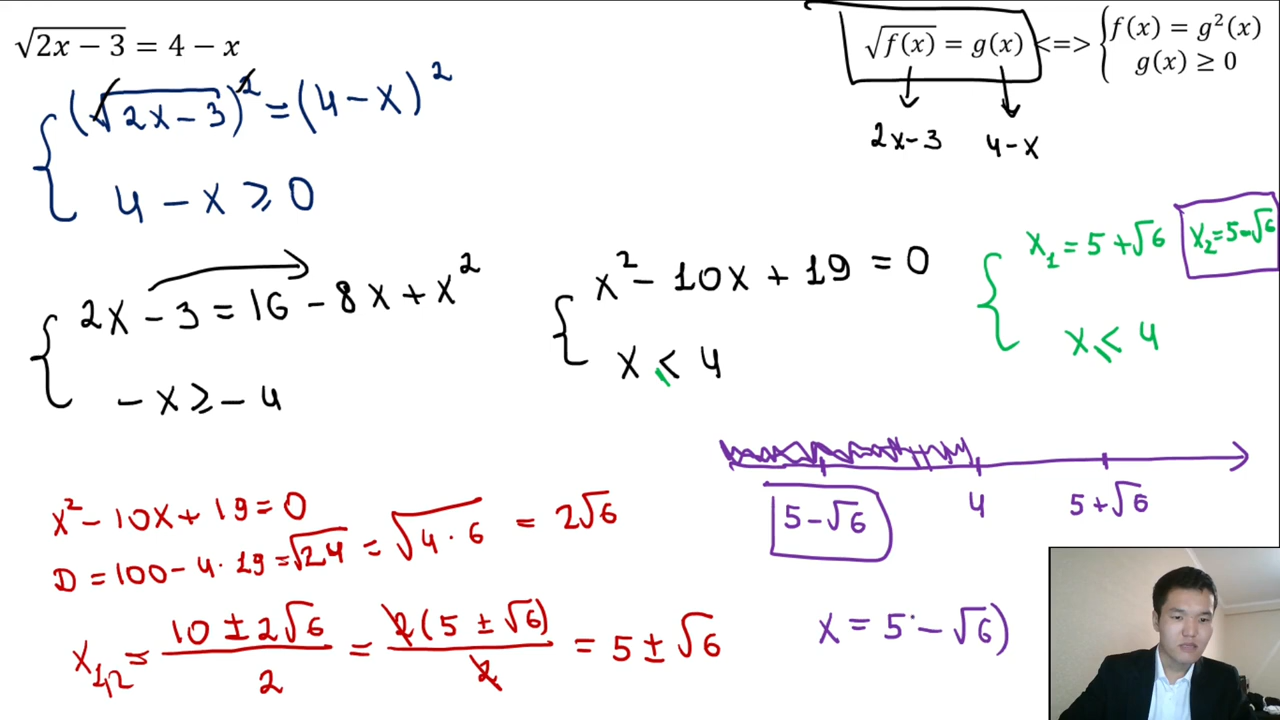 √(2x − 3) = 4 − x
√f(x) = g(x) <=> { f(x) = g²(x)
g(x) ≥ 0
2x−3 4−x
{ (√(2x−3))² = (4−x)²
4 − x ≥ 0
{ 2x − 3 = 16 − 8x + x²
− x ≥ − 4
{ x² − 10x + 19 = 0
x ≤ 4
{ x₁ = 5 + √6 x₂ = 5−√6
x ≤ 4
5 − √6 4 5 + √6
x² − 10x + 19 = 0
D = 100 − 4 · 19 = √24 = √(4 · 6) = 2√6
x₁,₂ = (10 ± 2√6)/2 = 2(5 ± √6)/2 = 5 ± √6
x = 5 − √6)